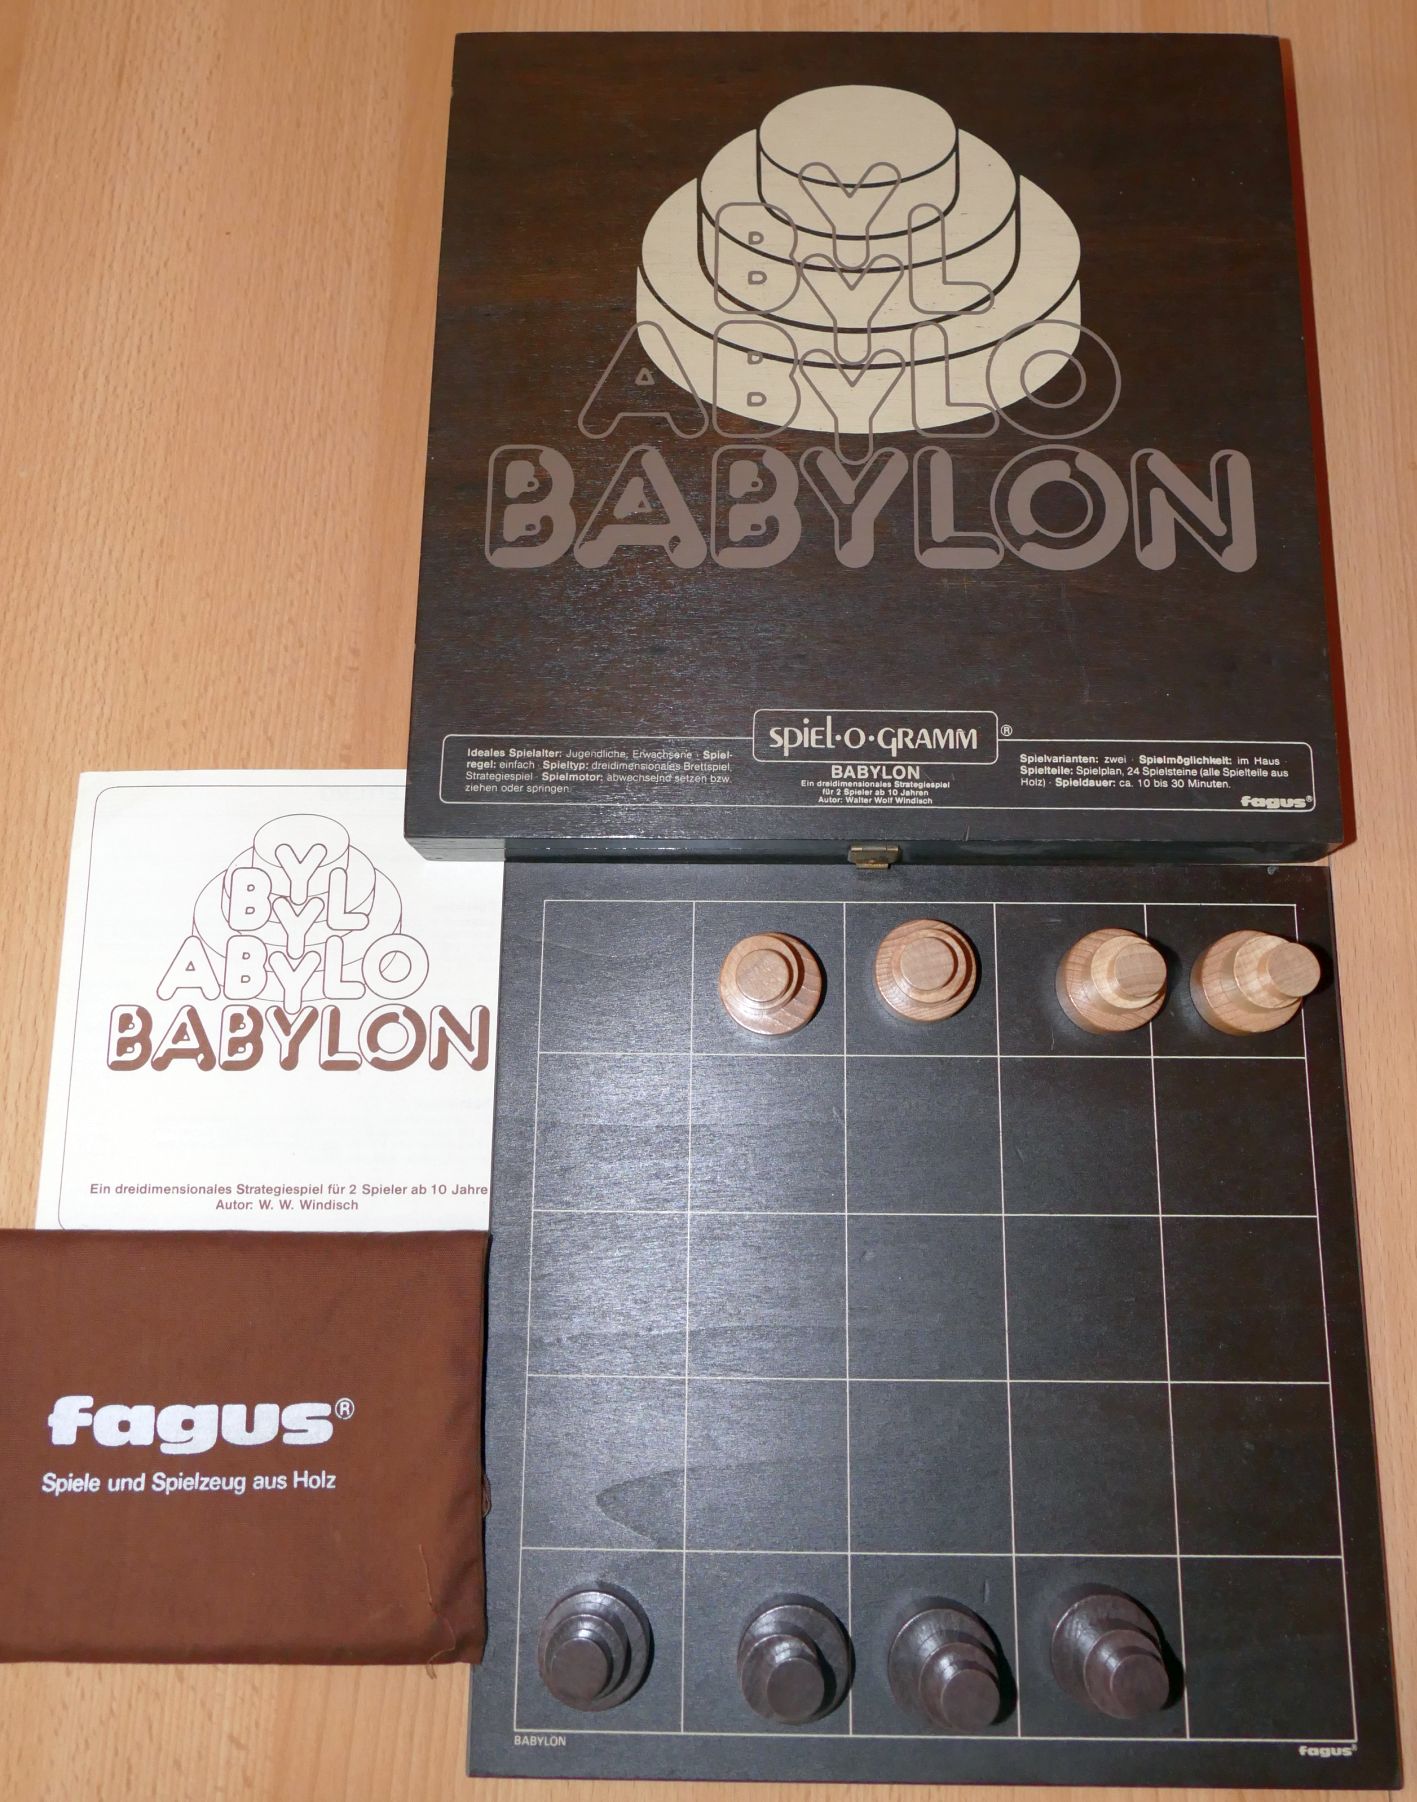 Y
BYL
Y
ABYLO
Y
BABYLON
spiel·o·GRAMM®
Ideales Spielalter: Jugendliche, Erwachsene · Spiel-
regel: einfach · Spieltyp: dreidimensionales Brettspiel,
Strategiespiel · Spielmotor: abwechselnd setzen bzw.
ziehen oder springen.
BABYLON
Ein dreidimensionales Strategiespiel
für 2 Spieler ab 10 Jahren
Autor: Walter Wolf Windisch
Spielvarianten: zwei · Spielmöglichkeit: im Haus ·
Spielteile: Spielplan, 24 Spielsteine (alle Spielteile aus
Holz) · Spieldauer: ca. 10 bis 30 Minuten.
fagus®
Y
BYL
Y
ABYLO
Y
BABYLON
Ein dreidimensionales Strategiespiel für 2 Spieler ab 10 Jahre
Autor: W. W. Windisch
fagus®
Spiele und Spielzeug aus Holz
BABYLON
fagus®